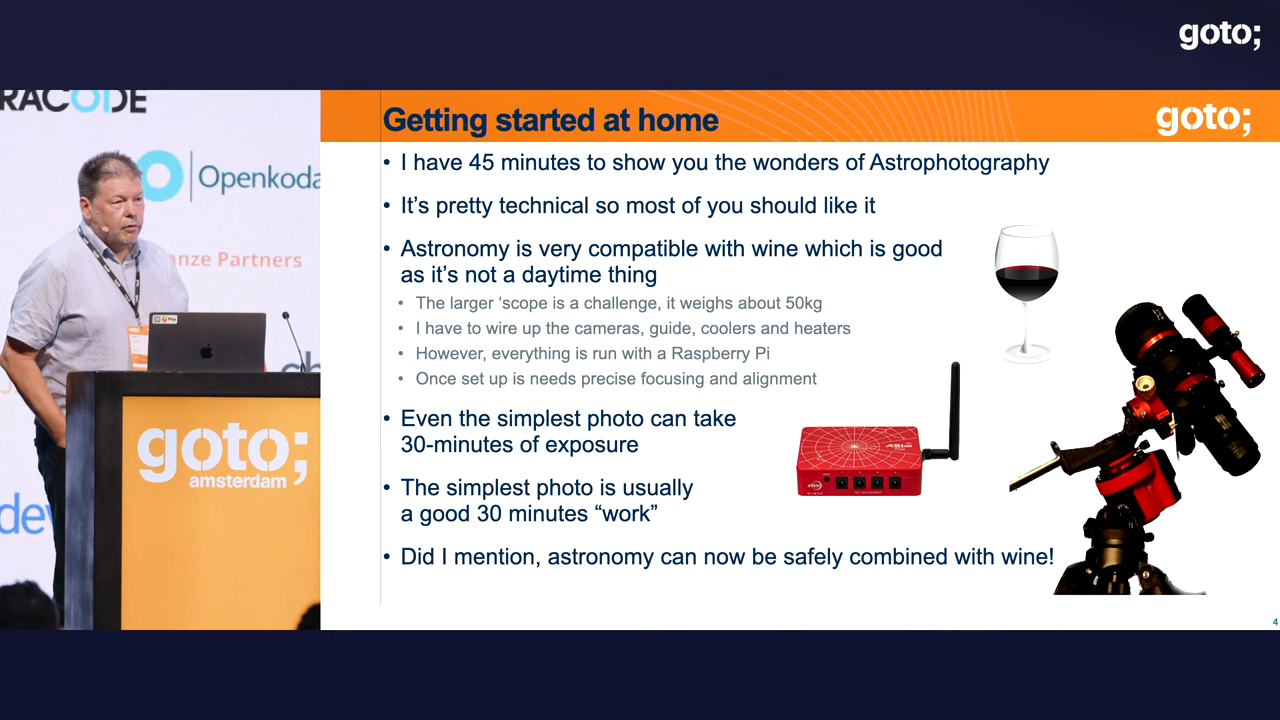 goto;
RACODE
Openkoda
onze Partners
goto;
amsterdam
dev
Getting started at home
goto;
• I have 45 minutes to show you the wonders of Astrophotography
• It's pretty technical so most of you should like it
• Astronomy is very compatible with wine which is good
as it's not a daytime thing
• The larger ‘scope is a challenge, it weighs about 50kg
• I have to wire up the cameras, guide, coolers and heaters
• However, everything is run with a Raspberry Pi
• Once set up is needs precise focusing and alignment
• Even the simplest photo can take
30-minutes of exposure
• The simplest photo is usually
a good 30 minutes “work”
• Did I mention, astronomy can now be safely combined with wine!
4